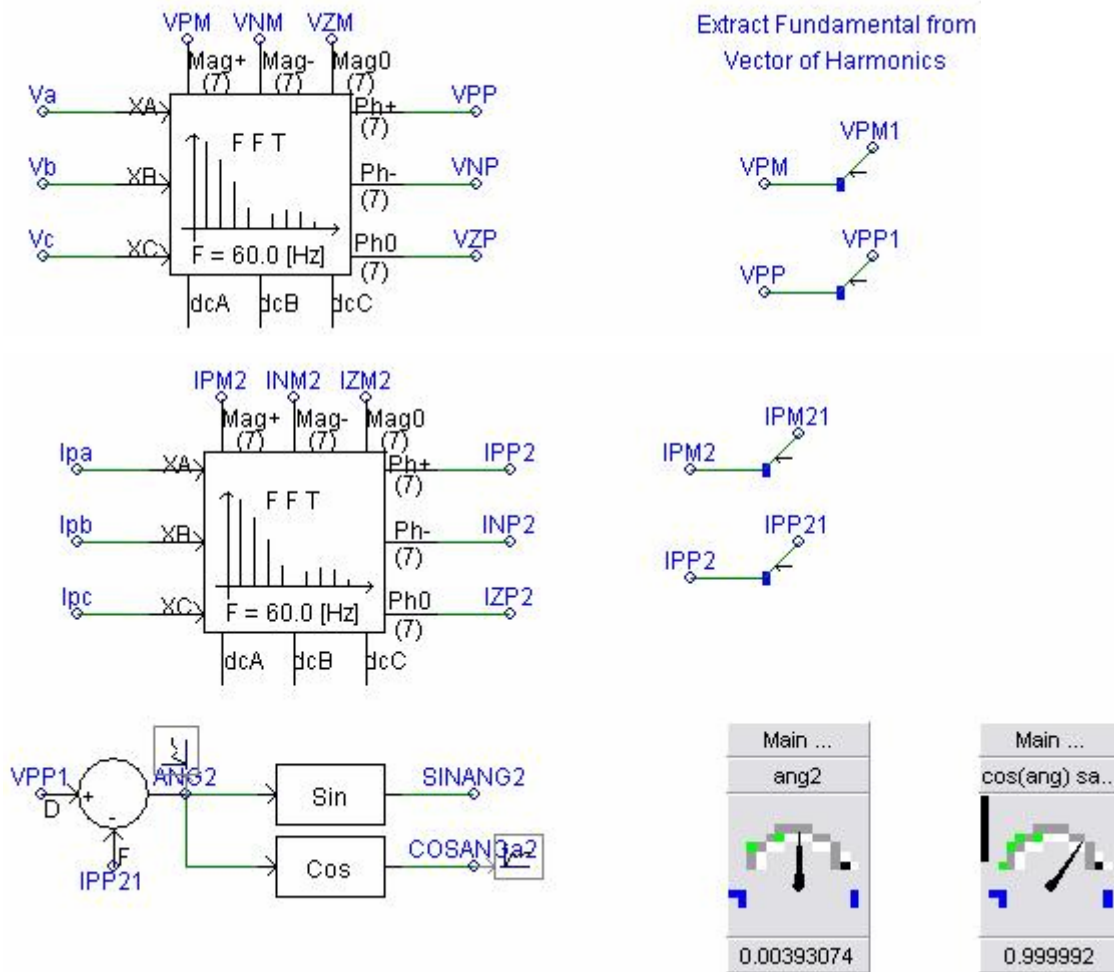 VPM VNM VZM
Extract Fundamental from
Vector of Harmonics
Mag+ Mag- Mag0
(7) (7) (7)
Va XA Ph+ VPP
(7)
F F T
VPM1
VPM
Vb XB Ph- VNP
(7)
Vc XC Ph0 VZP
(7)
F = 60.0 [Hz]
VPP1
VPP
dcA dcB dcC
IPM2 INM2 IZM2
Mag+ Mag- Mag0
(7) (7) (7)
Ipa XA Ph+ IPP2
(7)
F F T
IPM21
IPM2
Ipb XB Ph- INP2
(7)
IPP21
IPP2
Ipc XC Ph0 IZP2
(7)
F = 60.0 [Hz]
dcA dcB dcC
VPP1 + ANG2 Sin SINANG2
D
-
F
IPP21
Cos COSANGa2
Main ...
ang2
0.00393074
Main ...
cos(ang) sa..
0.999992